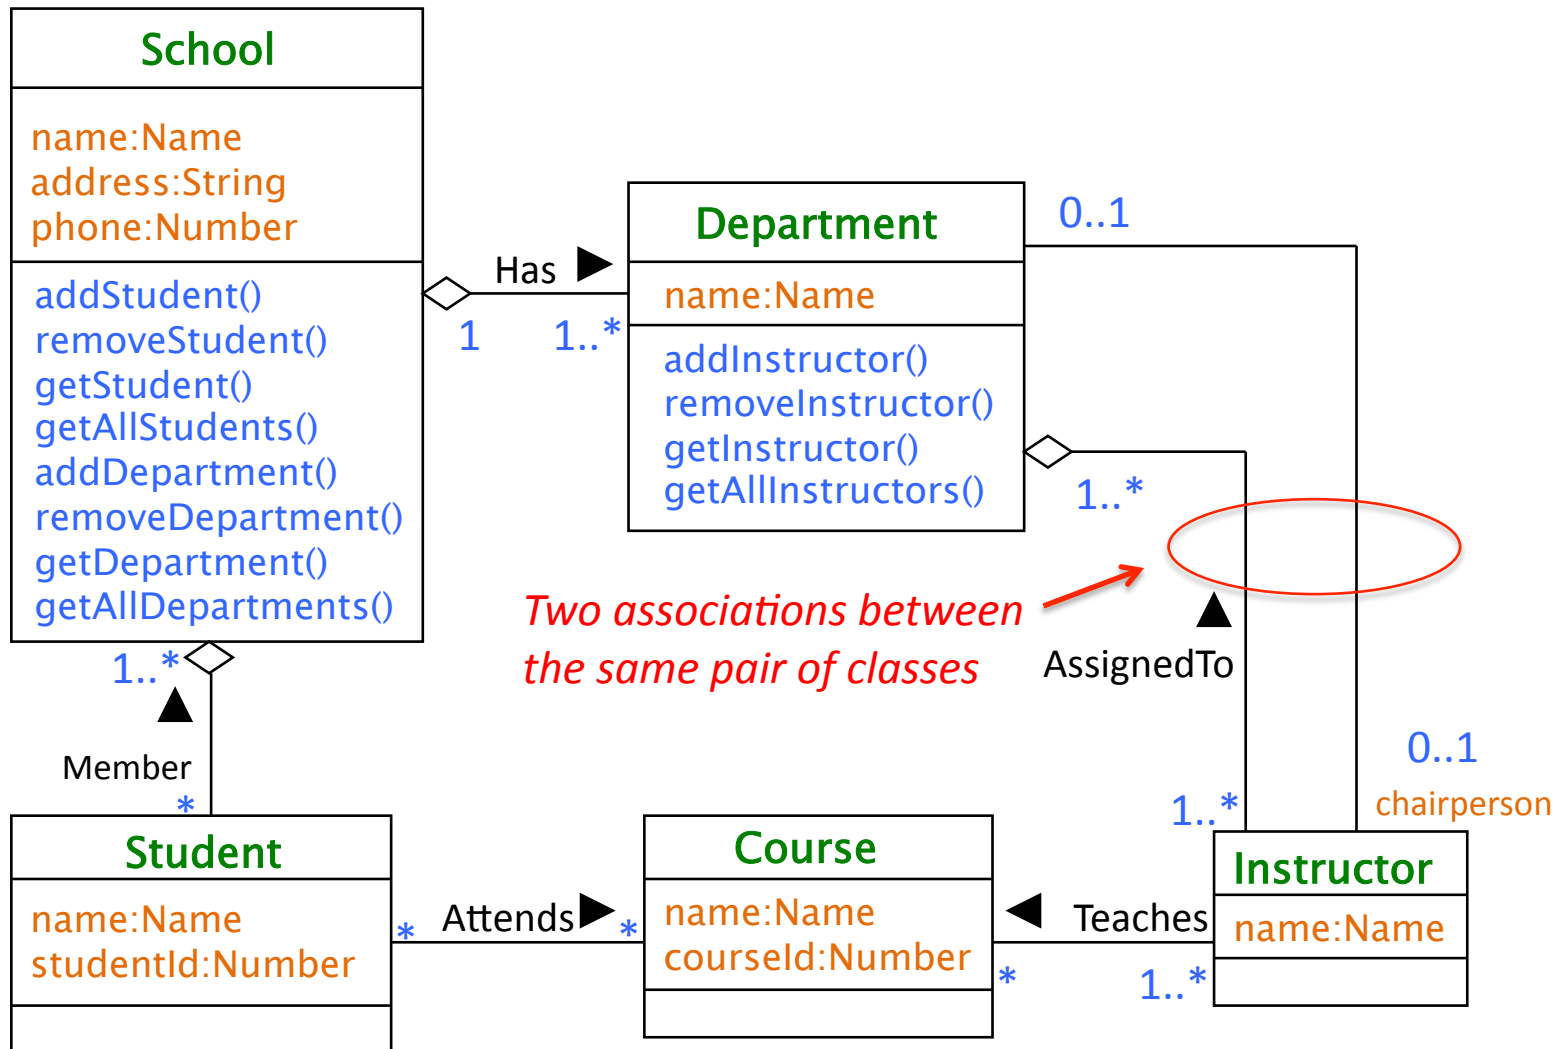 School
name:Name
address:String
phone:Number
addStudent()
removeStudent()
getStudent()
getAllStudents()
addDepartment()
removeDepartment()
getDepartment()
getAllDepartments()
Has
1
1..*
Department
name:Name
addInstructor()
removeInstructor()
getInstructor()
getAllInstructors()
0..1
1..*
Two associations between
the same pair of classes
AssignedTo
1..*
Member
*
0..1
1..*
chairperson
Student
name:Name
studentId:Number
*
Attends
*
Course
name:Name
courseId:Number
*
Teaches
1..*
Instructor
name:Name